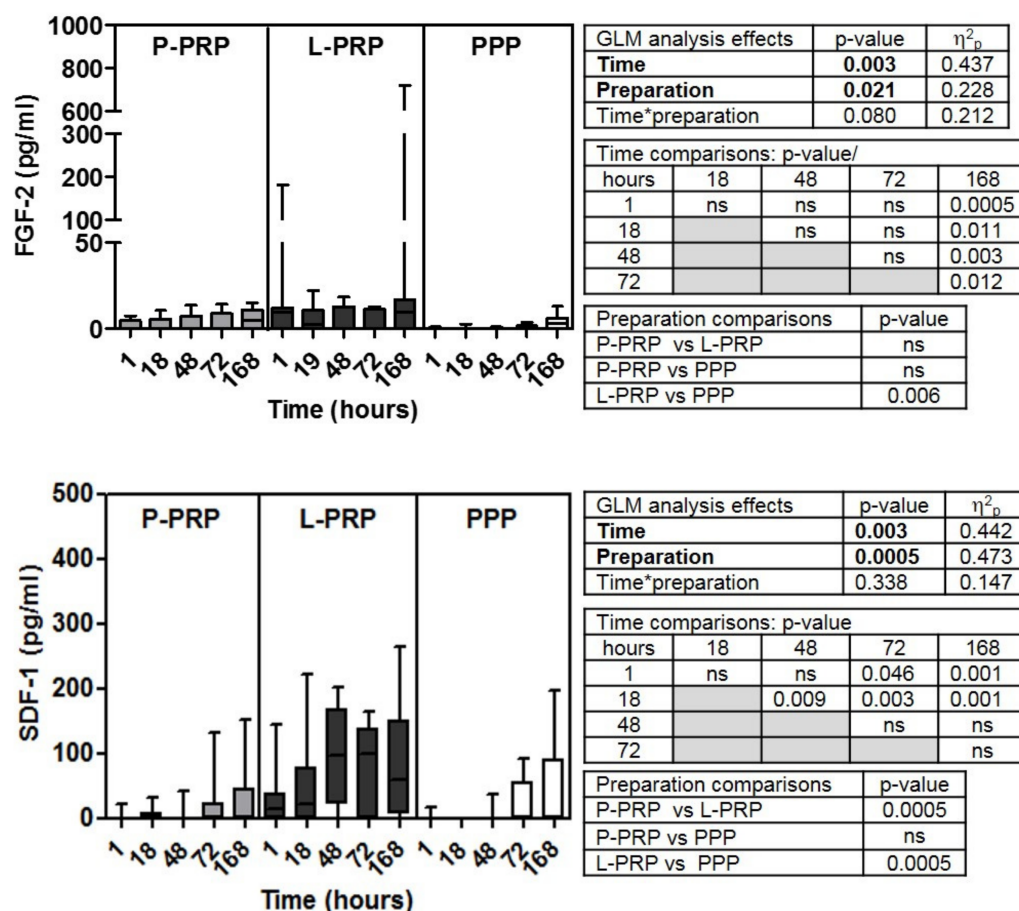 P-PRP L-PRP PPP
FGF-2 (pg/ml)
1000
800
600
300
200
100
50
0
1 18 48 72 168 1 19 48 72 168 1 18 48 72 168
Time (hours)
GLM analysis effects p-value η²p
Time 0.003 0.437
Preparation 0.021 0.228
Time*preparation 0.080 0.212
Time comparisons: p-value/
hours 18 48 72 168
1 ns ns ns 0.0005
18 ns ns 0.011
48 ns 0.003
72 0.012
Preparation comparisons p-value
P-PRP vs L-PRP ns
P-PRP vs PPP ns
L-PRP vs PPP 0.006
P-PRP L-PRP PPP
SDF-1 (pg/ml)
500
400
300
200
100
0
1 18 48 72 168 1 18 48 72 168 1 18 48 72 168
Time (hours)
GLM analysis effects p-value η²p
Time 0.003 0.442
Preparation 0.0005 0.473
Time*preparation 0.338 0.147
Time comparisons: p-value
hours 18 48 72 168
1 ns ns 0.046 0.001
18 0.009 0.003 0.001
48 ns ns
72 ns
Preparation comparisons p-value
P-PRP vs L-PRP 0.0005
P-PRP vs PPP ns
L-PRP vs PPP 0.0005